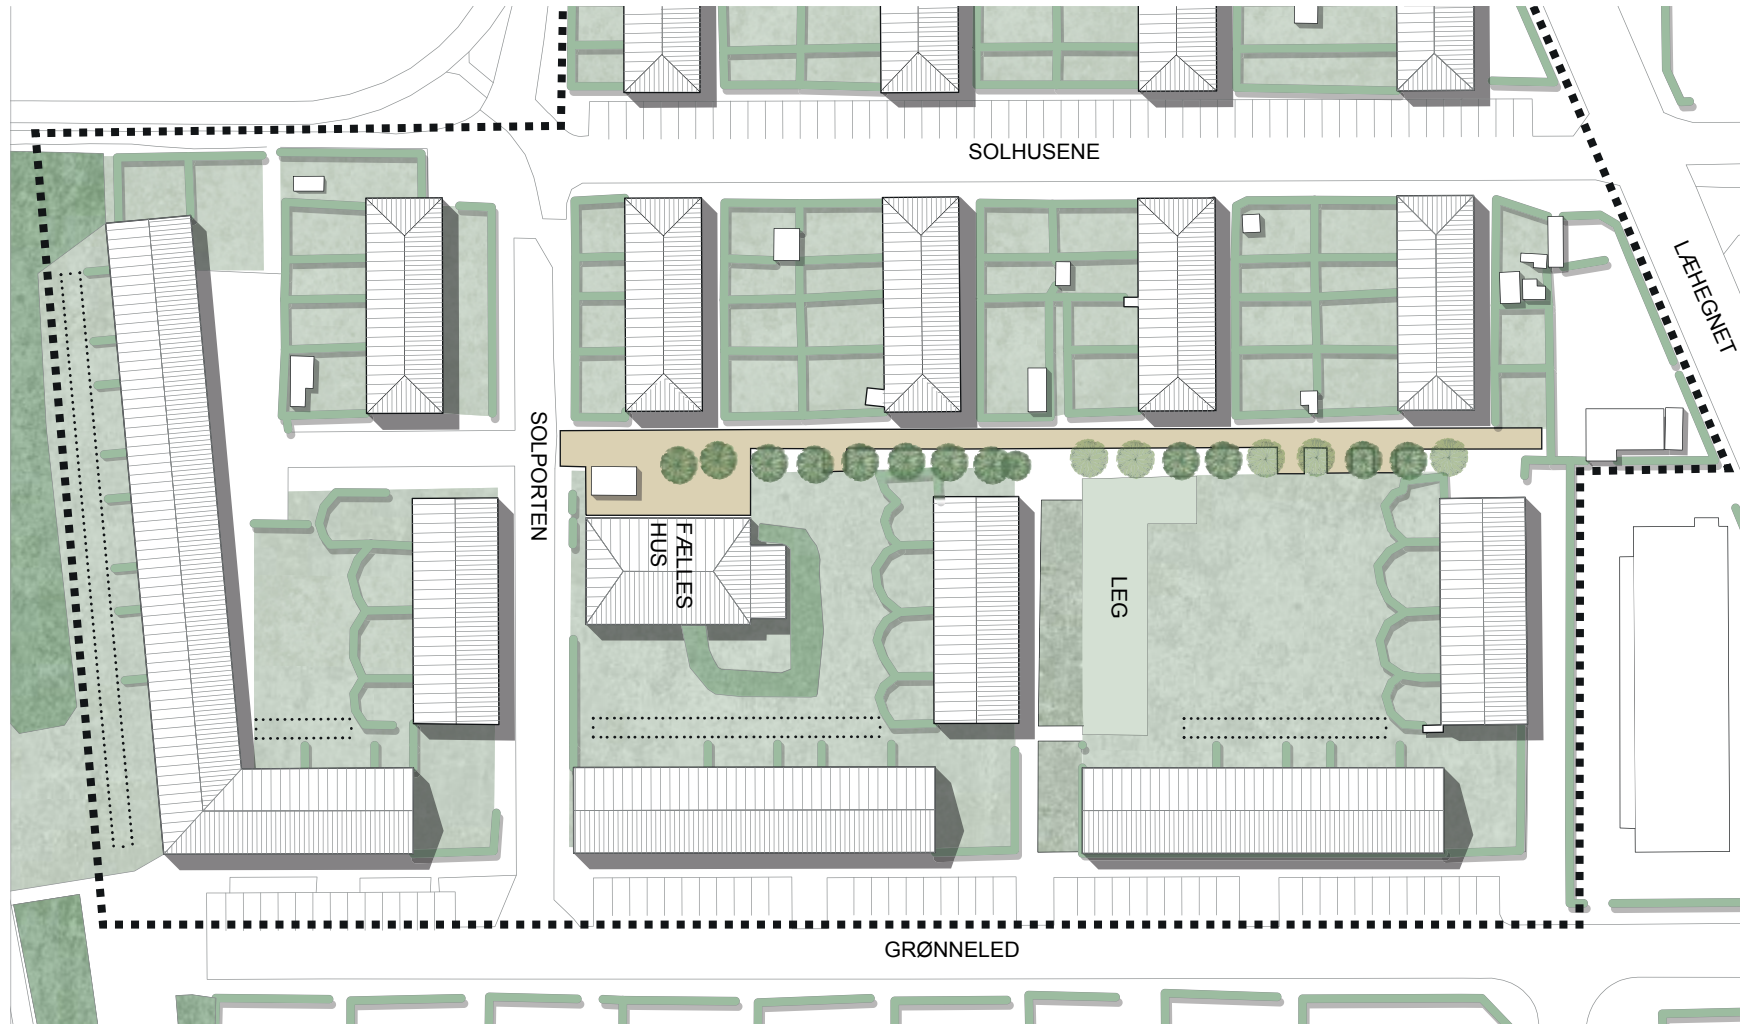 SOLHUSENE
LÆHEGNET
SOLPORTEN
FÆLLES
HUS
LEG
GRØNNELED